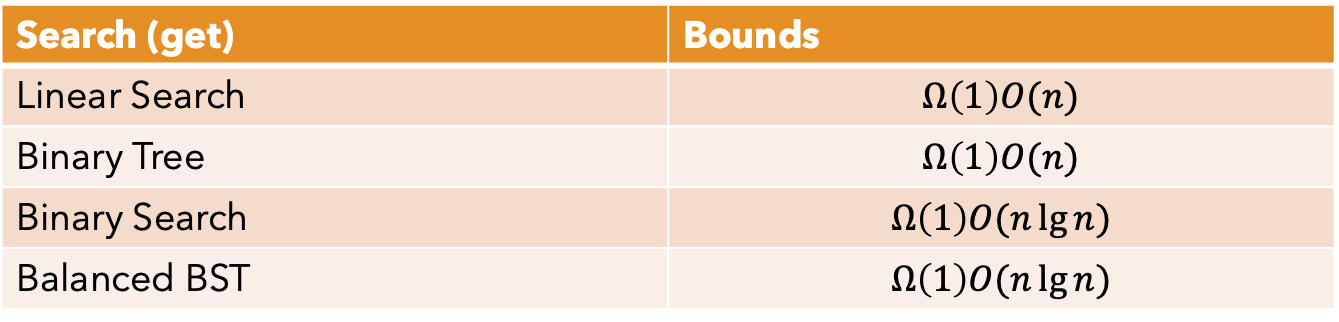 Search (get) Bounds
Linear Search Ω(1)O(n)
Binary Tree Ω(1)O(n)
Binary Search Ω(1)O(n lg n)
Balanced BST Ω(1)O(n lg n)